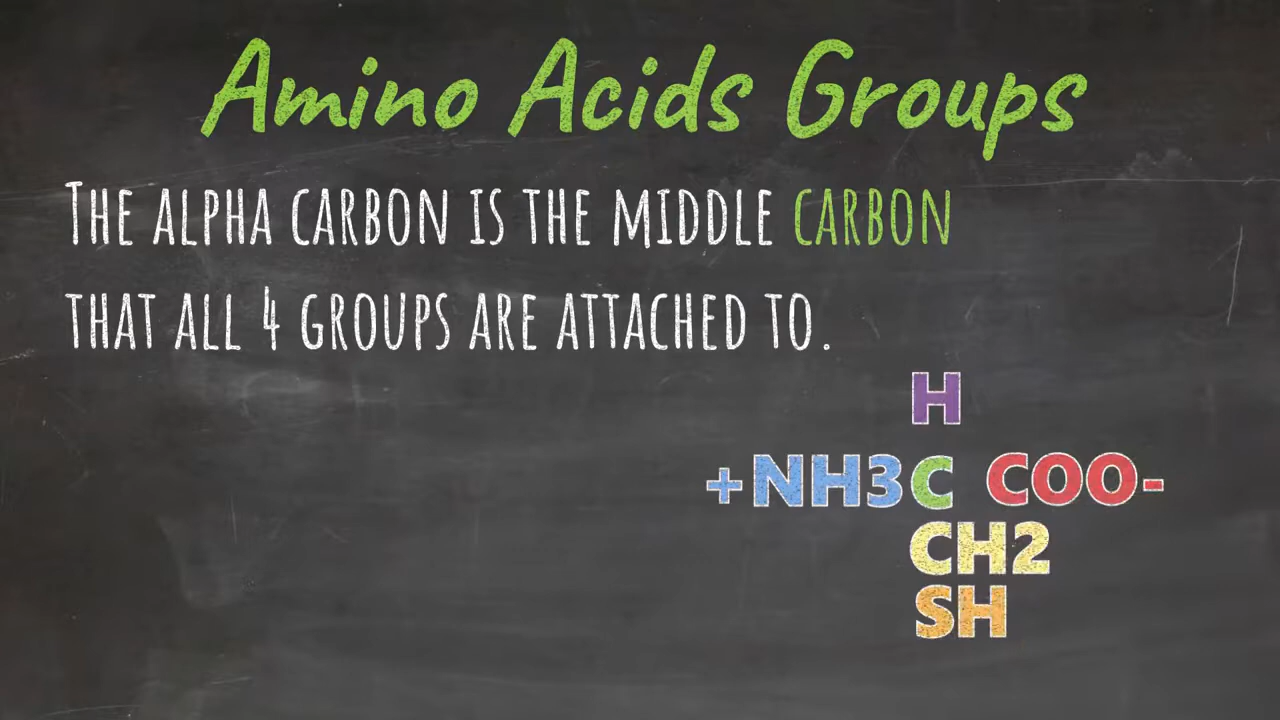 Amino Acids Groups
The alpha carbon is the middle carbon
that all 4 groups are attached to.
H
+NH3C COO-
CH2
SH